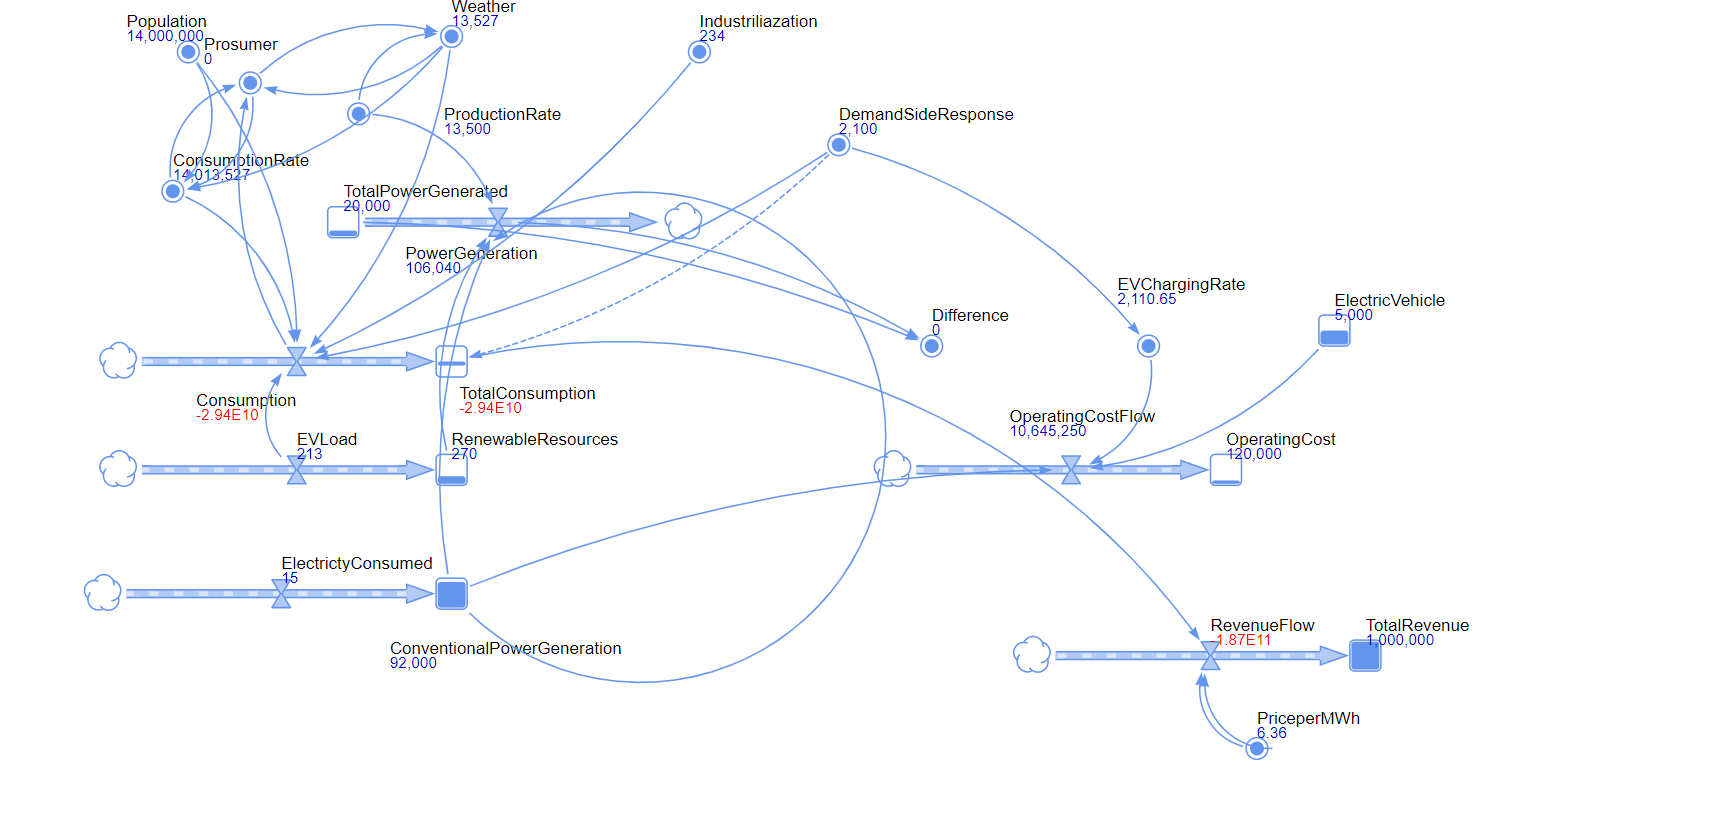 Population
14,000,000
Prosumer
0
Weather
13,527
Industriliazation
234
ProductionRate
13,500
DemandSideResponse
2,100
ConsumptionRate
14,013,527
TotalPowerGenerated
20,000
PowerGeneration
106,040
EVChargingRate
2,110.65
ElectricVehicle
5,000
Difference
0
Consumption
-2.94E10
TotalConsumption
-2.94E10
OperatingCostFlow
10,645,250
EVLoad
213
RenewableResources
270
OperatingCost
120,000
ElectrictyConsumed
15
ConventionalPowerGeneration
92,000
RevenueFlow
-1.87E11
TotalRevenue
1,000,000
PriceperMWh
6.36